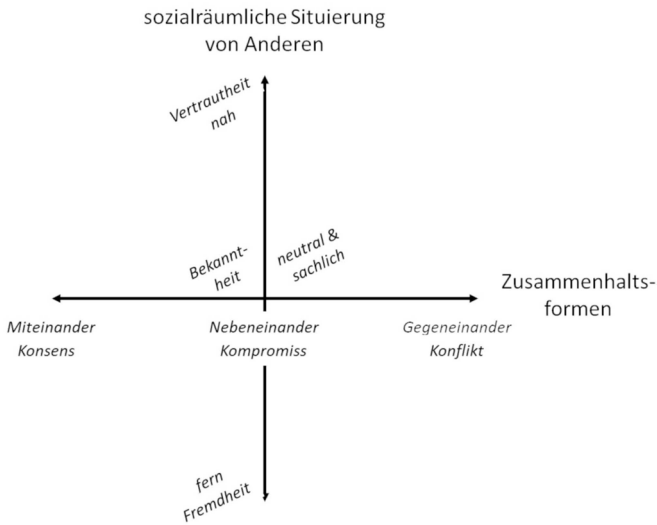 sozialräumliche Situierung
von Anderen
Vertrautheit
nah
Bekannt-
heit
neutral &
sachlich
Zusammenhalts-
formen
Miteinander
Konsens
Nebeneinander
Kompromiss
Gegeneinander
Konflikt
fern
Fremdheit